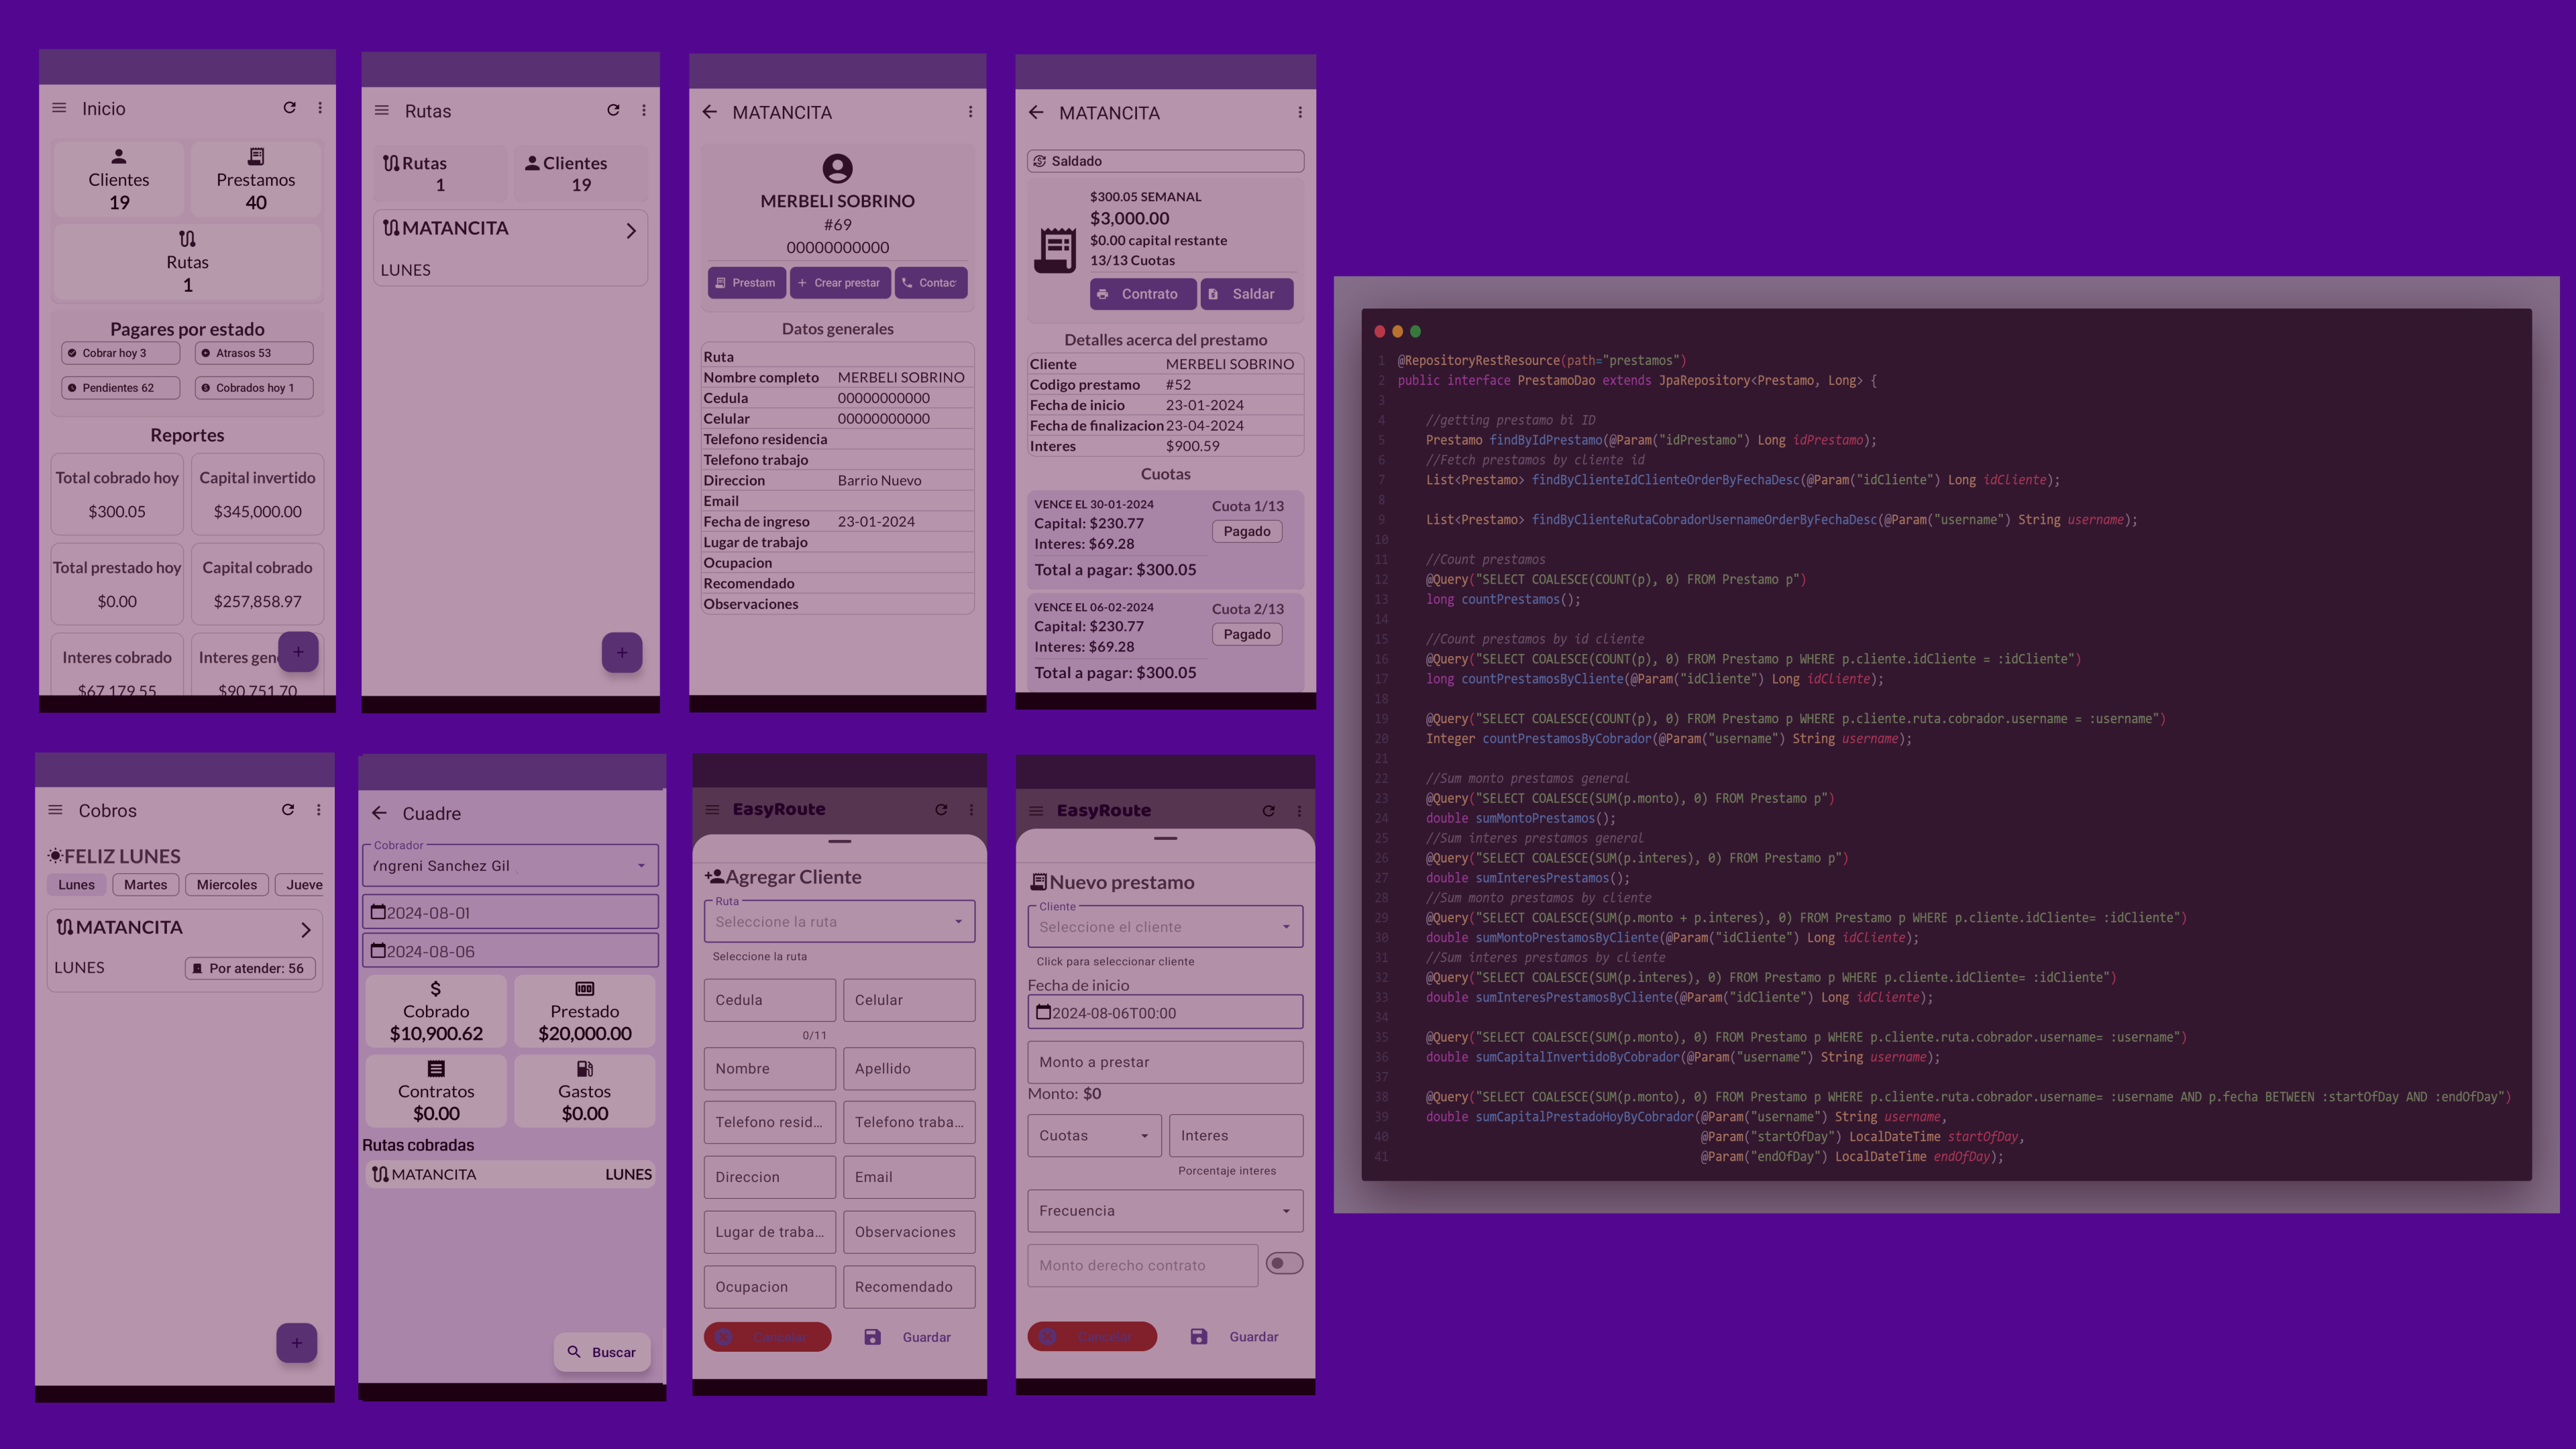 Inicio
Clientes
19
Prestamos
40
Rutas
1
Pagares por estado
Cobrar hoy 3
Atrasos 53
Pendientes 62
Cobrados hoy 1
Reportes
Total cobrado hoy
$300.05
Capital invertido
$345,000.00
Total prestado hoy
$0.00
Capital cobrado
$257,858.97
Interes cobrado
$67,179.55
Interes gen
$90,751.70
+
Rutas
Rutas
1
Clientes
19
MATANCITA
LUNES
+
MATANCITA
MERBELI SOBRINO
#69
00000000000
Prestam
+ Crear prestar
Contac
Datos generales
Ruta
Nombre completo MERBELI SOBRINO
Cedula 00000000000
Celular 00000000000
Telefono residencia
Telefono trabajo
Direccion Barrio Nuevo
Email
Fecha de ingreso 23-01-2024
Lugar de trabajo
Ocupacion
Recomendado
Observaciones
MATANCITA
Saldado
$300.05 SEMANAL
$3,000.00
$0.00 capital restante
13/13 Cuotas
Contrato
Saldar
Detalles acerca del prestamo
Cliente MERBELI SOBRINO
Codigo prestamo #52
Fecha de inicio 23-01-2024
Fecha de finalizacion 23-04-2024
Interes $900.59
Cuotas
VENCE EL 30-01-2024 Cuota 1/13
Capital: $230.77 Pagado
Interes: $69.28
Total a pagar: $300.05
VENCE EL 06-02-2024 Cuota 2/13
Capital: $230.77 Pagado
Interes: $69.28
Total a pagar: $300.05
Cobros
FELIZ LUNES
Lunes Martes Miercoles Jueve
MATANCITA
LUNES Por atender: 56
+
Cuadre
Cobrador
Yngreni Sanchez Gil
2024-08-01
2024-08-06
$
Cobrado
$10,900.62
Prestado
$20,000.00
Contratos
$0.00
Gastos
$0.00
Rutas cobradas
MATANCITA LUNES
Buscar
EasyRoute
Agregar Cliente
Ruta
Seleccione la ruta
Seleccione la ruta
Cedula Celular
0/11
Nombre Apellido
Telefono resid... Telefono traba...
Direccion Email
Lugar de traba... Observaciones
Ocupacion Recomendado
Cancelar Guardar
EasyRoute
Nuevo prestamo
Cliente
Seleccione el cliente
Click para seleccionar cliente
Fecha de inicio
2024-08-06T00:00
Monto a prestar
Monto: $0
Cuotas Interes
Porcentaje interes
Frecuencia
Monto derecho contrato
Cancelar Guardar
1 @RepositoryRestResource(path="prestamos")
2 public interface PrestamoDao extends JpaRepository<Prestamo, Long> {
3
4 //getting prestamo bi ID
5 Prestamo findByIdPrestamo(@Param("idPrestamo") Long idPrestamo);
6 //Fetch prestamos by cliente id
7 List<Prestamo> findByClienteIdClienteOrderByFechaDesc(@Param("idCliente") Long idCliente);
8
9 List<Prestamo> findByClienteRutaCobradorUsernameOrderByFechaDesc(@Param("username") String username);
10
11 //Count prestamos
12 @Query("SELECT COALESCE(COUNT(p), 0) FROM Prestamo p")
13 long countPrestamos();
14
15 //Count prestamos by id cliente
16 @Query("SELECT COALESCE(COUNT(p), 0) FROM Prestamo p WHERE p.cliente.idCliente = :idCliente")
17 long countPrestamosByCliente(@Param("idCliente") Long idCliente);
18
19 @Query("SELECT COALESCE(COUNT(p), 0) FROM Prestamo p WHERE p.cliente.ruta.cobrador.username = :username")
20 Integer countPrestamosByCobrador(@Param("username") String username);
21
22 //Sum monto prestamos general
23 @Query("SELECT COALESCE(SUM(p.monto), 0) FROM Prestamo p")
24 double sumMontoPrestamos();
25 //Sum interes prestamos general
26 @Query("SELECT COALESCE(SUM(p.interes), 0) FROM Prestamo p")
27 double sumInteresPrestamos();
28 //Sum monto prestamos by cliente
29 @Query("SELECT COALESCE(SUM(p.monto + p.interes), 0) FROM Prestamo p WHERE p.cliente.idCliente= :idCliente")
30 double sumMontoPrestamosByCliente(@Param("idCliente") Long idCliente);
31 //Sum interes prestamos by cliente
32 @Query("SELECT COALESCE(SUM(p.interes), 0) FROM Prestamo p WHERE p.cliente.idCliente= :idCliente")
33 double sumInteresPrestamosByCliente(@Param("idCliente") Long idCliente);
34
35 @Query("SELECT COALESCE(SUM(p.monto), 0) FROM Prestamo p WHERE p.cliente.ruta.cobrador.username= :username")
36 double sumCapitalInvertidoByCobrador(@Param("username") String username);
37
38 @Query("SELECT COALESCE(SUM(p.monto), 0) FROM Prestamo p WHERE p.cliente.ruta.cobrador.username= :username AND p.fecha BETWEEN :startOfDay AND :endOfDay")
39 double sumCapitalPrestadoHoyByCobrador(@Param("username") String username,
40 @Param("startOfDay") LocalDateTime startOfDay,
41 @Param("endOfDay") LocalDateTime endOfDay);